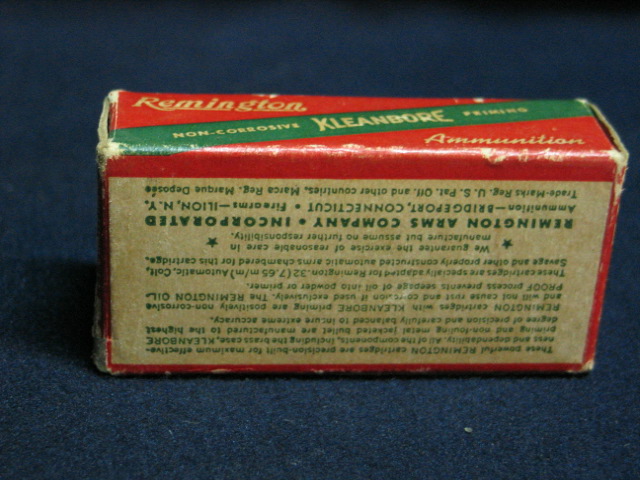 Remington
NON-CORROSIVE KLEANBORE PRIMING
Ammunition
These powerful REMINGTON cartridges are precision-built for maximum effective-
ness and dependability. All of the components, including the brass case, KLEANBORE
priming and non-fouling metal jacketed bullet are manufactured to the highest
degree of precision and carefully balanced to insure extreme accuracy.
REMINGTON cartridges with KLEANBORE priming are positively non-corrosive
and will not cause rust and corrosion if used exclusively. The REMINGTON OIL-
PROOF process prevents seepage of oil into powder or primer.
These cartridges are specially adapted for Remington .32 (7.65 m/m) Automatic, Colt,
Savage and other properly constructed automatic arms chambered for this cartridge.
We guarantee the exercise of reasonable care in
manufacture but assume no further responsibility.
REMINGTON ARMS COMPANY • INCORPORATED
Ammunition—BRIDGEPORT, CONNECTICUT • Firearms—ILION, N.Y.
Trade-Marks Reg. U. S. Pat. Off. and other countries, Marca Reg. Marque Deposée